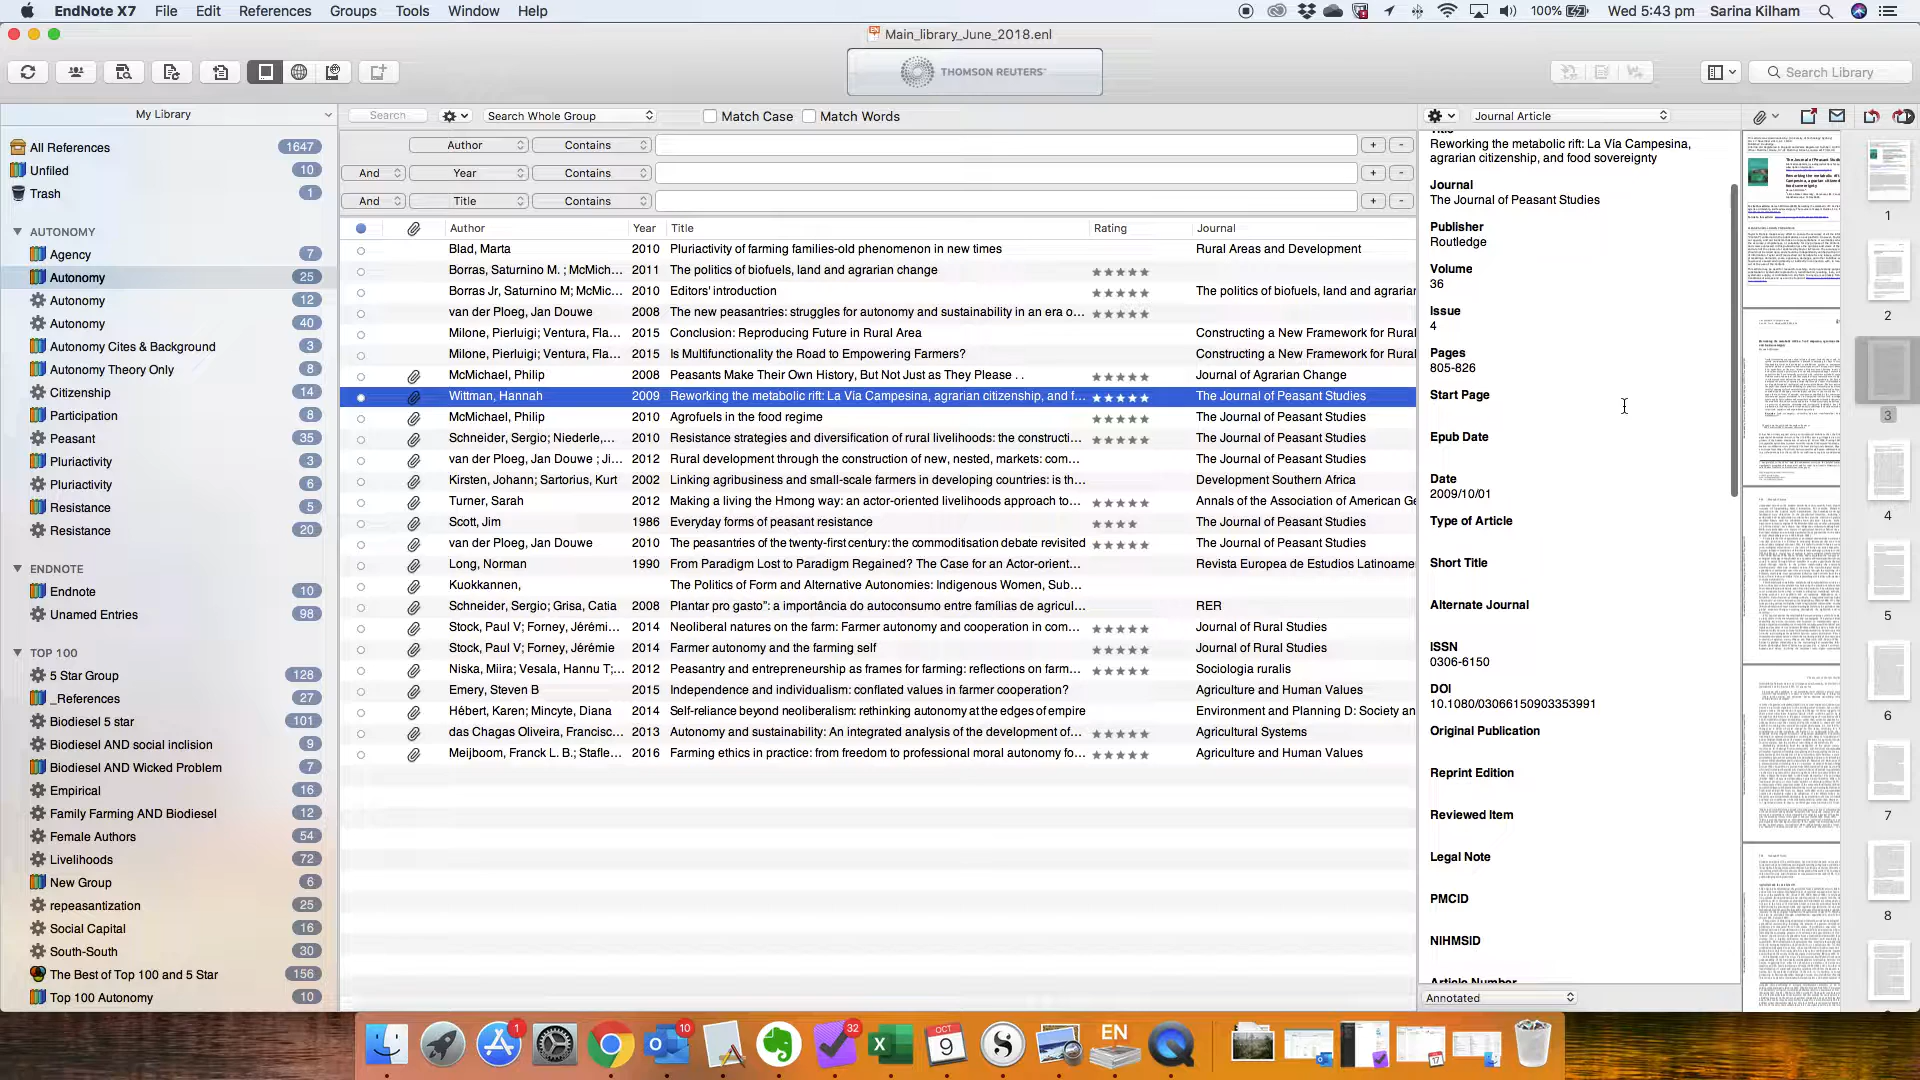 EndNote X7 File Edit References Groups Tools Window Help 100% Wed 5:43 pm Sarina Kilham
Main_library_June_2018.enl
THOMSON REUTERS
Search Library
My Library
All References 1647
Unfiled 10
Trash 1
AUTONOMY
Agency 7
Autonomy 25
Autonomy 12
Autonomy 40
Autonomy Cites & Background 3
Autonomy Theory Only 8
Citizenship 14
Participation 8
Peasant 35
Pluriactivity 3
Pluriactivity 6
Resistance 5
Resistance 20
ENDNOTE
Endnote 10
Unamed Entries 98
TOP 100
5 Star Group 128
_References 27
Biodiesel 5 star 101
Biodiesel AND social inclision 9
Biodiesel AND Wicked Problem 7
Empirical 16
Family Farming AND Biodiesel 12
Female Authors 54
Livelihoods 72
New Group 6
repeasantization 25
Social Capital 16
South-South 30
The Best of Top 100 and 5 Star 156
Top 100 Autonomy 10
Search Search Whole Group Match Case Match Words
Author Contains + -
And Year Contains + -
And Title Contains + -
Author Year Title Rating Journal
Blad, Marta 2010 Pluriactivity of farming families-old phenomenon in new times Rural Areas and Development
Borras, Saturnino M. ; McMich... 2011 The politics of biofuels, land and agrarian change ★★★★★
Borras Jr, Saturnino M; McMic... 2010 Editors' introduction ★★★★★ The politics of biofuels, land and agrarian
van der Ploeg, Jan Douwe 2008 The new peasantries: struggles for autonomy and sustainability in an era o... ★★★★★
Milone, Pierluigi; Ventura, Fla... 2015 Conclusion: Reproducing Future in Rural Area Constructing a New Framework for Rural
Milone, Pierluigi; Ventura, Fla... 2015 Is Multifunctionality the Road to Empowering Farmers? Constructing a New Framework for Rural
McMichael, Philip 2008 Peasants Make Their Own History, But Not Just as They Please . . ★★★★★ Journal of Agrarian Change
Wittman, Hannah 2009 Reworking the metabolic rift: La Vía Campesina, agrarian citizenship, and f... ★★★★★ The Journal of Peasant Studies
McMichael, Philip 2010 Agrofuels in the food regime ★★★★★ The Journal of Peasant Studies
Schneider, Sergio; Niederle,... 2010 Resistance strategies and diversification of rural livelihoods: the constructi... ★★★★★ The Journal of Peasant Studies
van der Ploeg, Jan Douwe ; Ji... 2012 Rural development through the construction of new, nested, markets: com... The Journal of Peasant Studies
Kirsten, Johann; Sartorius, Kurt 2002 Linking agribusiness and small-scale farmers in developing countries: is th... Development Southern Africa
Turner, Sarah 2012 Making a living the Hmong way: an actor-oriented livelihoods approach to... ★★★★★ Annals of the Association of American Ge
Scott, Jim 1986 Everyday forms of peasant resistance ★★★★ The Journal of Peasant Studies
van der Ploeg, Jan Douwe 2010 The peasantries of the twenty-first century: the commoditisation debate revisited ★★★★★ The Journal of Peasant Studies
Long, Norman 1990 From Paradigm Lost to Paradigm Regained? The Case for an Actor-orient... Revista Europea de Estudios Latinoame
Kuokkannen, The Politics of Form and Alternative Autonomies: Indigenous Women, Sub...
Schneider, Sergio; Grisa, Catia 2008 Plantar pro gasto”: a importância do autoconsumo entre famílias de agricul... RER
Stock, Paul V; Forney, Jérémi... 2014 Neoliberal natures on the farm: Farmer autonomy and cooperation in com... ★★★★★ Journal of Rural Studies
Stock, Paul V; Forney, Jérémie 2014 Farmer autonomy and the farming self ★★★★★ Journal of Rural Studies
Niska, Miira; Vesala, Hannu T;... 2012 Peasantry and entrepreneurship as frames for farming: reflections on farm... ★★★★★ Sociologia ruralis
Emery, Steven B 2015 Independence and individualism: conflated values in farmer cooperation? Agriculture and Human Values
Hébert, Karen; Mincyte, Diana 2014 Self-reliance beyond neoliberalism: rethinking autonomy at the edges of empire Environment and Planning D: Society an
das Chagas Oliveira, Francisc... 2013 Autonomy and sustainability: An integrated analysis of the development of... ★★★★★ Agricultural Systems
Meijboom, Franck L. B.; Stafle... 2016 Farming ethics in practice: from freedom to professional moral autonomy fo... ★★★★★ Agriculture and Human Values
Journal Article
Title
Reworking the metabolic rift: La Vía Campesina,
agrarian citizenship, and food sovereignty
Journal
The Journal of Peasant Studies
Publisher
Routledge
Volume
36
Issue
4
Pages
805-826
Start Page
Epub Date
Date
2009/10/01
Type of Article
Short Title
Alternate Journal
ISSN
0306-6150
DOI
10.1080/03066150903353991
Original Publication
Reprint Edition
Reviewed Item
Legal Note
PMCID
NIHMSID
Article Number
Annotated
1
2
3
4
5
6
7
8
1
10
32
OCT
9
EN
17